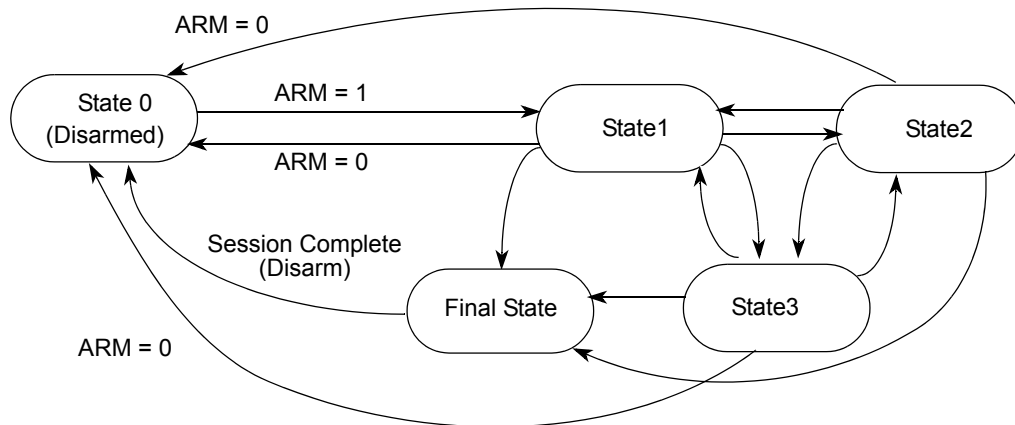 ARM = 0
State 0
(Disarmed)
ARM = 1
State1
State2
ARM = 0
Session Complete
(Disarm)
Final State
State3
ARM = 0